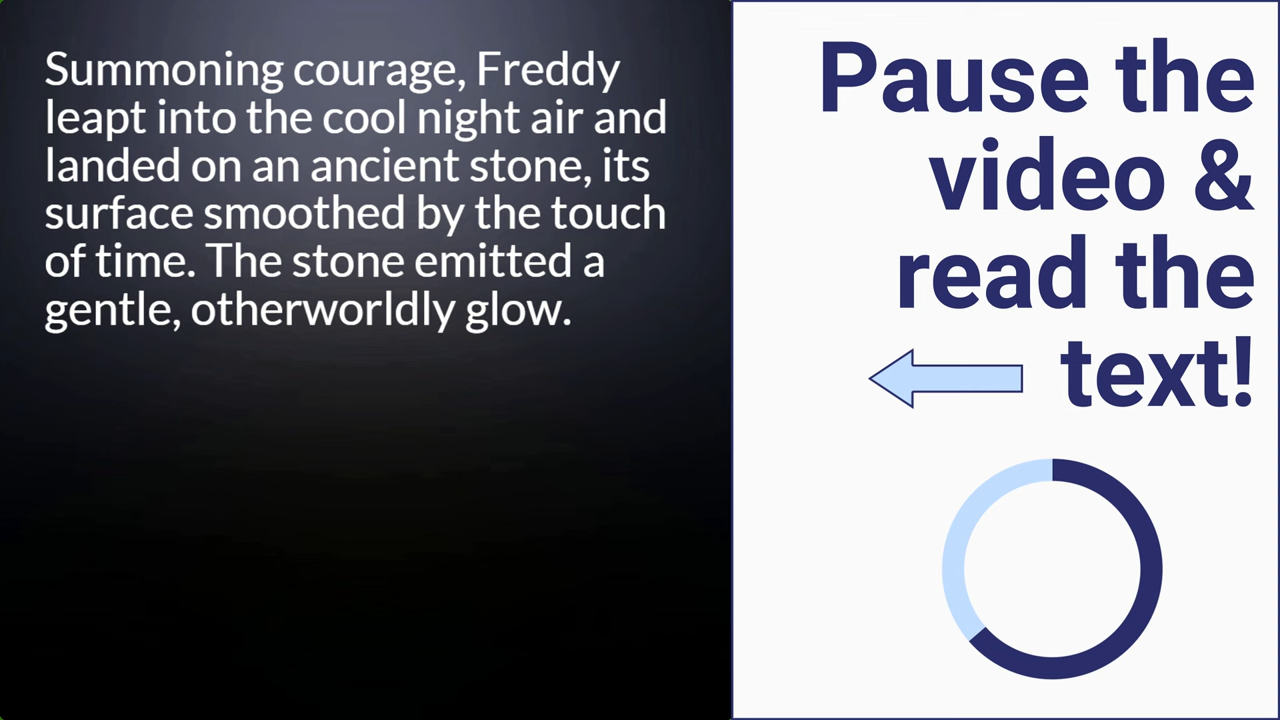 Summoning courage, Freddy
leapt into the cool night air and
landed on an ancient stone, its
surface smoothed by the touch
of time. The stone emitted a
gentle, otherworldly glow.
Pause the
video &
read the
text!